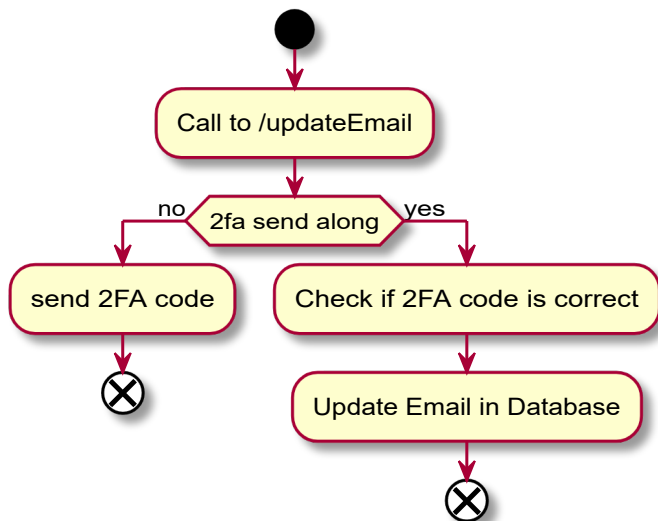 Call to /updateEmail
no
2fa send along
yes
send 2FA code
Check if 2FA code is correct
Update Email in Database